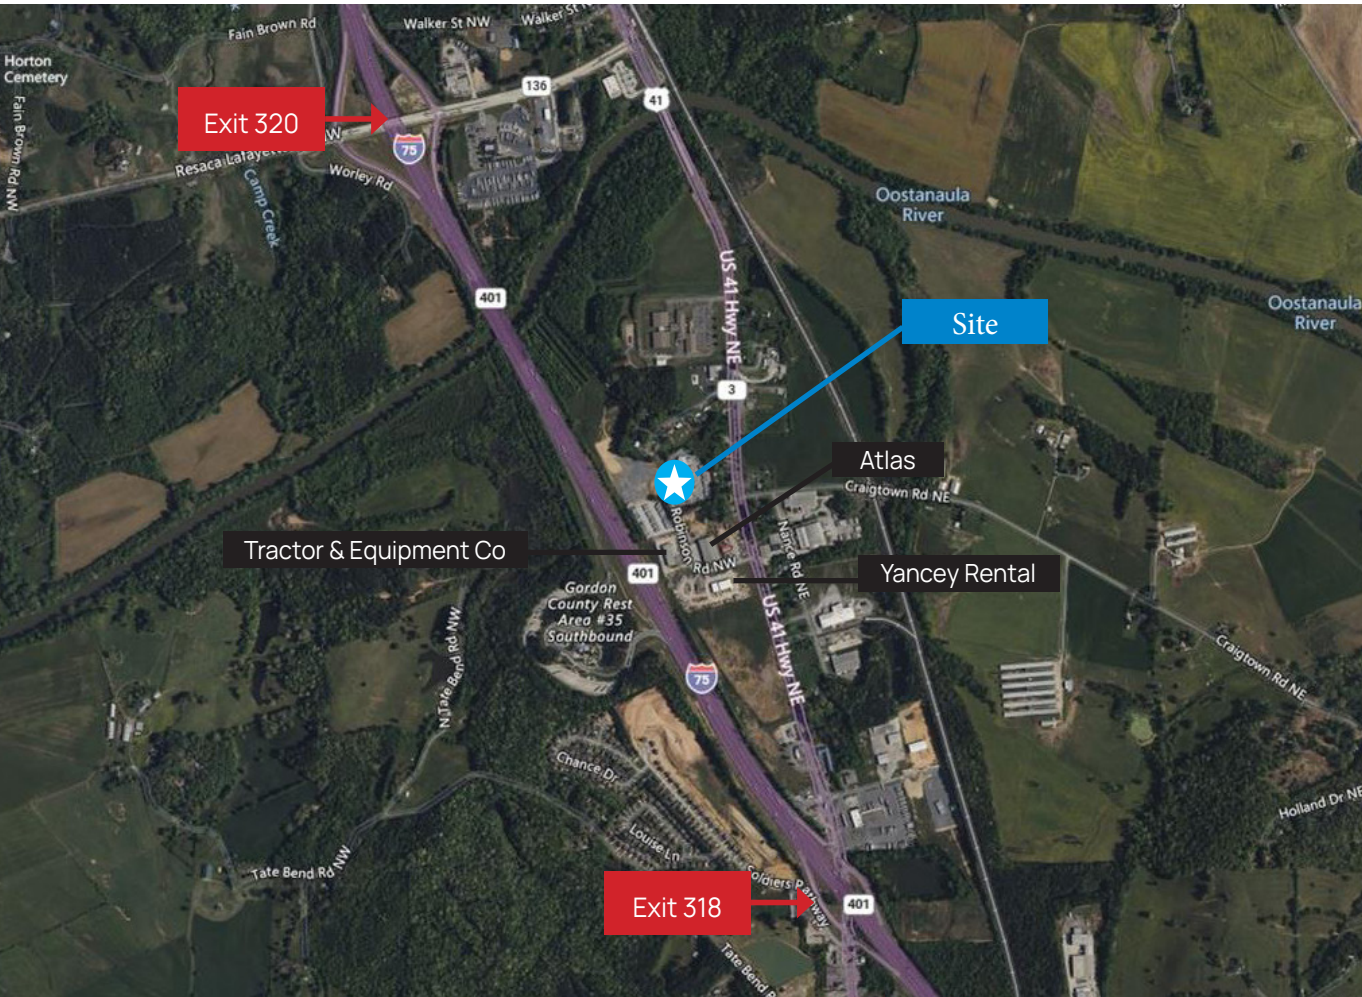 Walker St NW
Walker St N
Fain Brown Rd
Horton
Cemetery
136
41
Exit 320
Fain Brown Rd NW
75
Resaca Lafayet
W
Worley Rd
Camp Creek
Oostanaula
River
US 41 Hwy NE
401
Oostanaula
River
Site
3
Atlas
Craigtown Rd NE
Robinson
Rd NW
Nance Rd NE
Tractor & Equipment Co
401
Yancey Rental
Gordon
County Rest
Area #35
Southbound
US 41 Hwy NE
N Tate Bend Rd NW
Craigtown Rd NE
75
Chance Dr
Holland Dr NE
Louise Ln
Tate Bend Rd NW
Soldiers Pathway
Exit 318
401
Tate Bend R